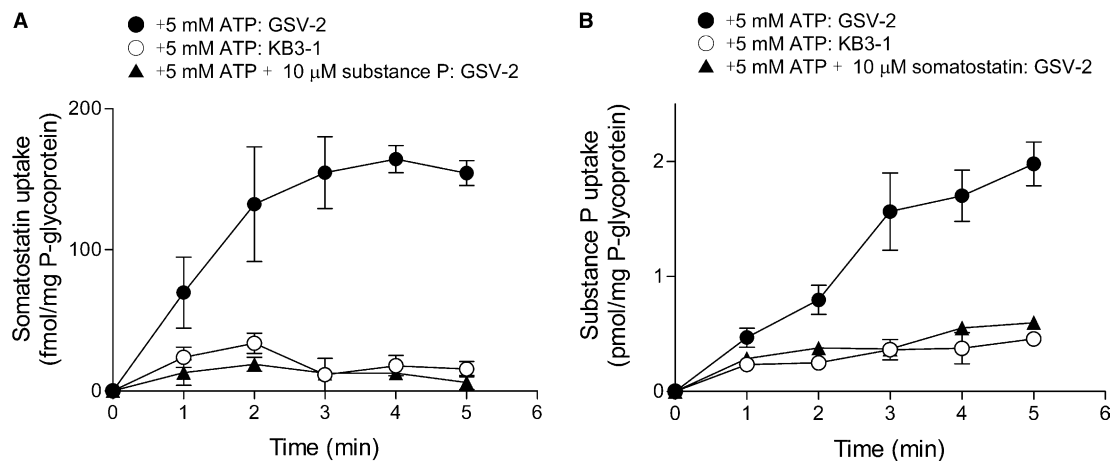 A
+5 mM ATP: GSV-2
+5 mM ATP: KB3-1
+5 mM ATP + 10 μM substance P: GSV-2
Somatostatin uptake
(fmol/mg P-glycoprotein)
200
100
0
0 1 2 3 4 5 6
Time (min)
B
+5 mM ATP: GSV-2
+5 mM ATP: KB3-1
+5 mM ATP + 10 μM somatostatin: GSV-2
Substance P uptake
(pmol/mg P-glycoprotein)
2
1
0
0 1 2 3 4 5 6
Time (min)